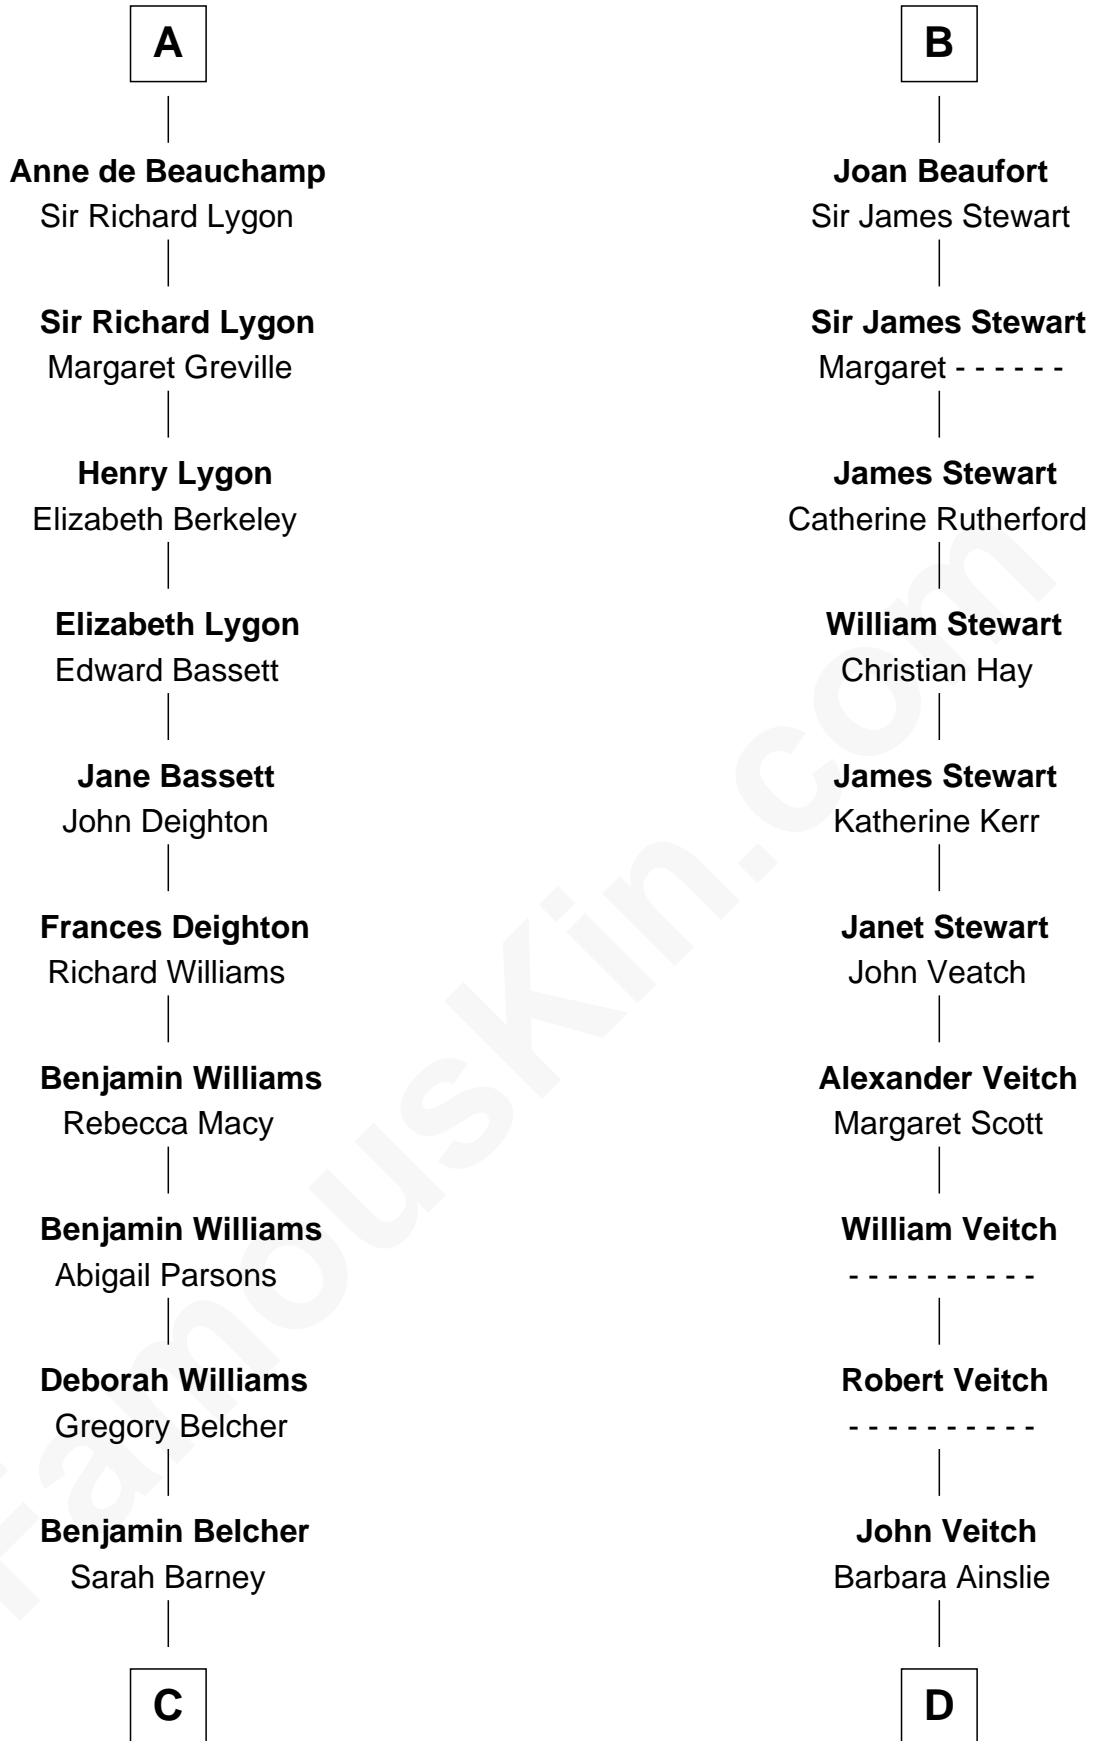 A
Anne de Beauchamp
Sir Richard Lygon
Sir Richard Lygon
Margaret Greville
Henry Lygon
Elizabeth Berkeley
Elizabeth Lygon
Edward Bassett
Jane Bassett
John Deighton
Frances Deighton
Richard Williams
Benjamin Williams
Rebecca Macy
Benjamin Williams
Abigail Parsons
Deborah Williams
Gregory Belcher
Benjamin Belcher
Sarah Barney
C
B
Joan Beaufort
Sir James Stewart
Sir James Stewart
Margaret - - - - - -
James Stewart
Catherine Rutherford
William Stewart
Christian Hay
James Stewart
Katherine Kerr
Janet Stewart
John Veatch
Alexander Veitch
Margaret Scott
William Veitch
- - - - - - - - - -
Robert Veitch
- - - - - - - - - -
John Veitch
Barbara Ainslie
D
FamousKin.com